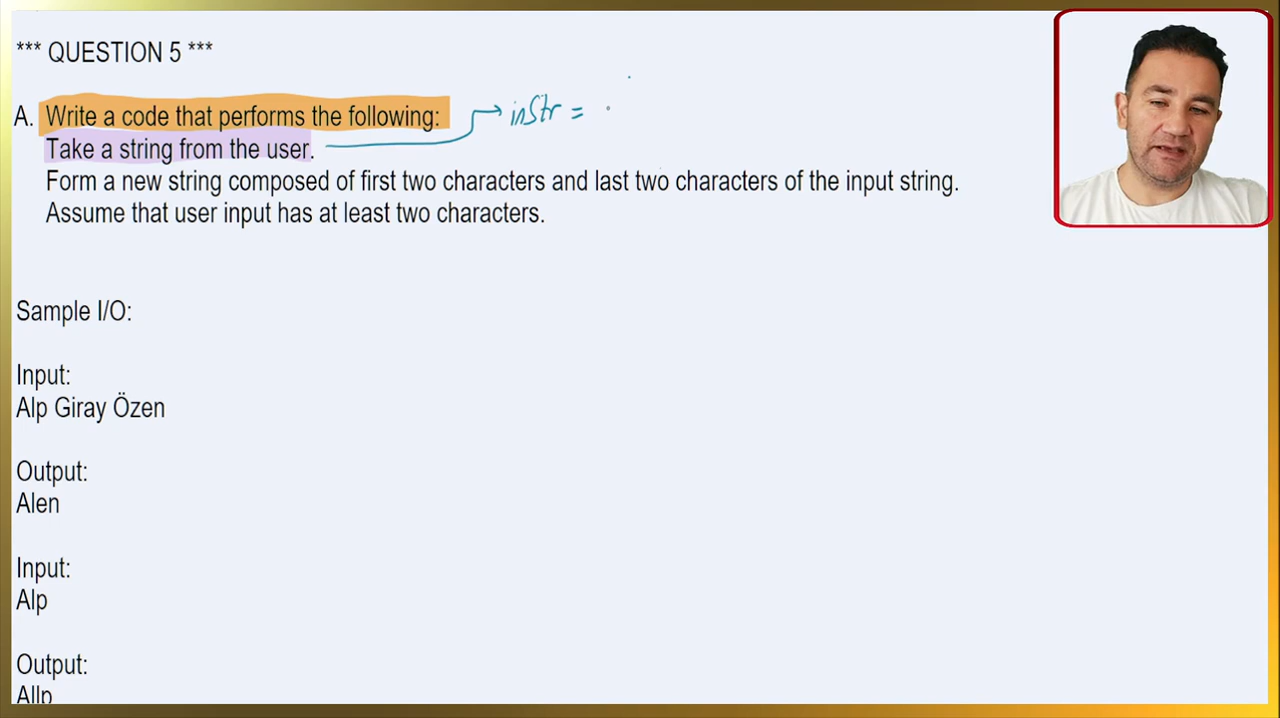 *** QUESTION 5 ***
A. Write a code that performs the following:
inStr =
Take a string from the user.
Form a new string composed of first two characters and last two characters of the input string.
Assume that user input has at least two characters.
Sample I/O:
Input:
Alp Giray Özen
Output:
Alen
Input:
Alp
Output:
Allp